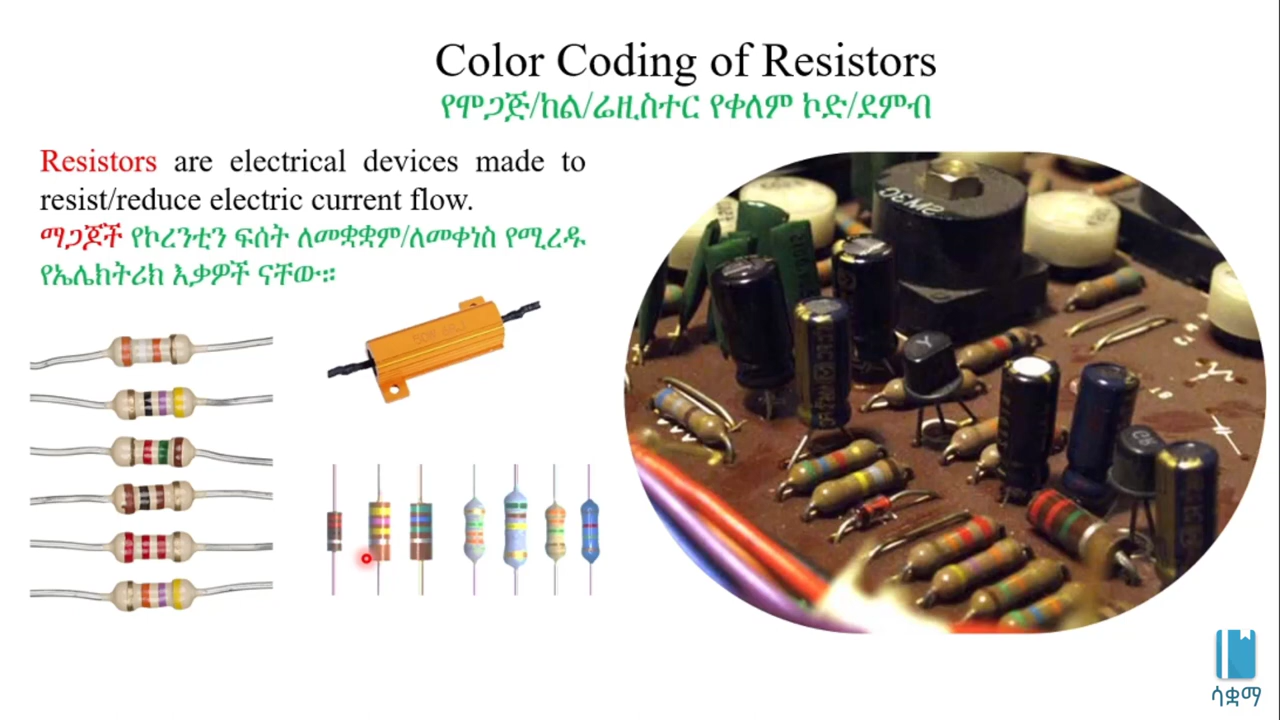 Color Coding of Resistors
የሞጋጅ/ከል/ሬዚስተር የቀለም ኮድ/ደምብ
Resistors are electrical devices made to
resist/reduce electric current flow.
ማጋጆች የኮረንቲን ፍሰት ለመቋቋም/ለመቀነስ የሚረዱ
የኤሌክትሪክ እቃዎች ናቸው።
ሳቋማ